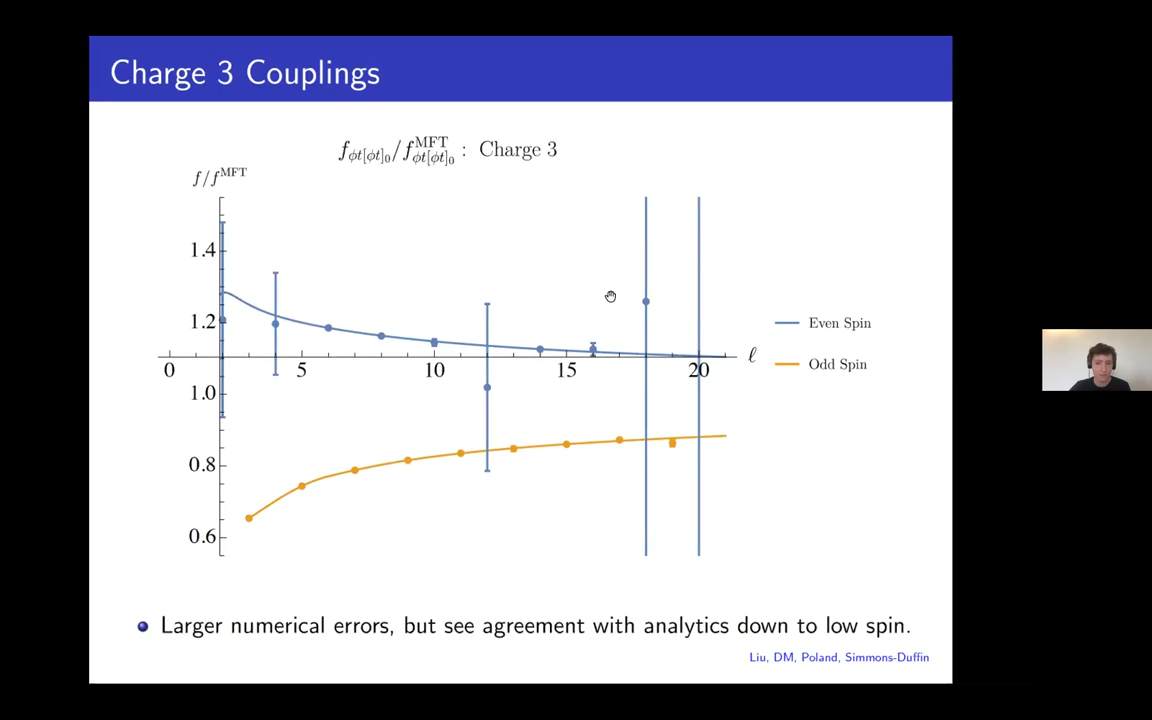 Charge 3 Couplings
f_{ϕt[ϕt]_0}/f^{MFT}_{ϕt[ϕt]_0} : Charge 3
f/f^{MFT}
1.4
1.2
1.0
0.8
0.6
0 5 10 15 20 ℓ
Even Spin
Odd Spin
Larger numerical errors, but see agreement with analytics down to low spin.
Liu, DM, Poland, Simmons-Duffin